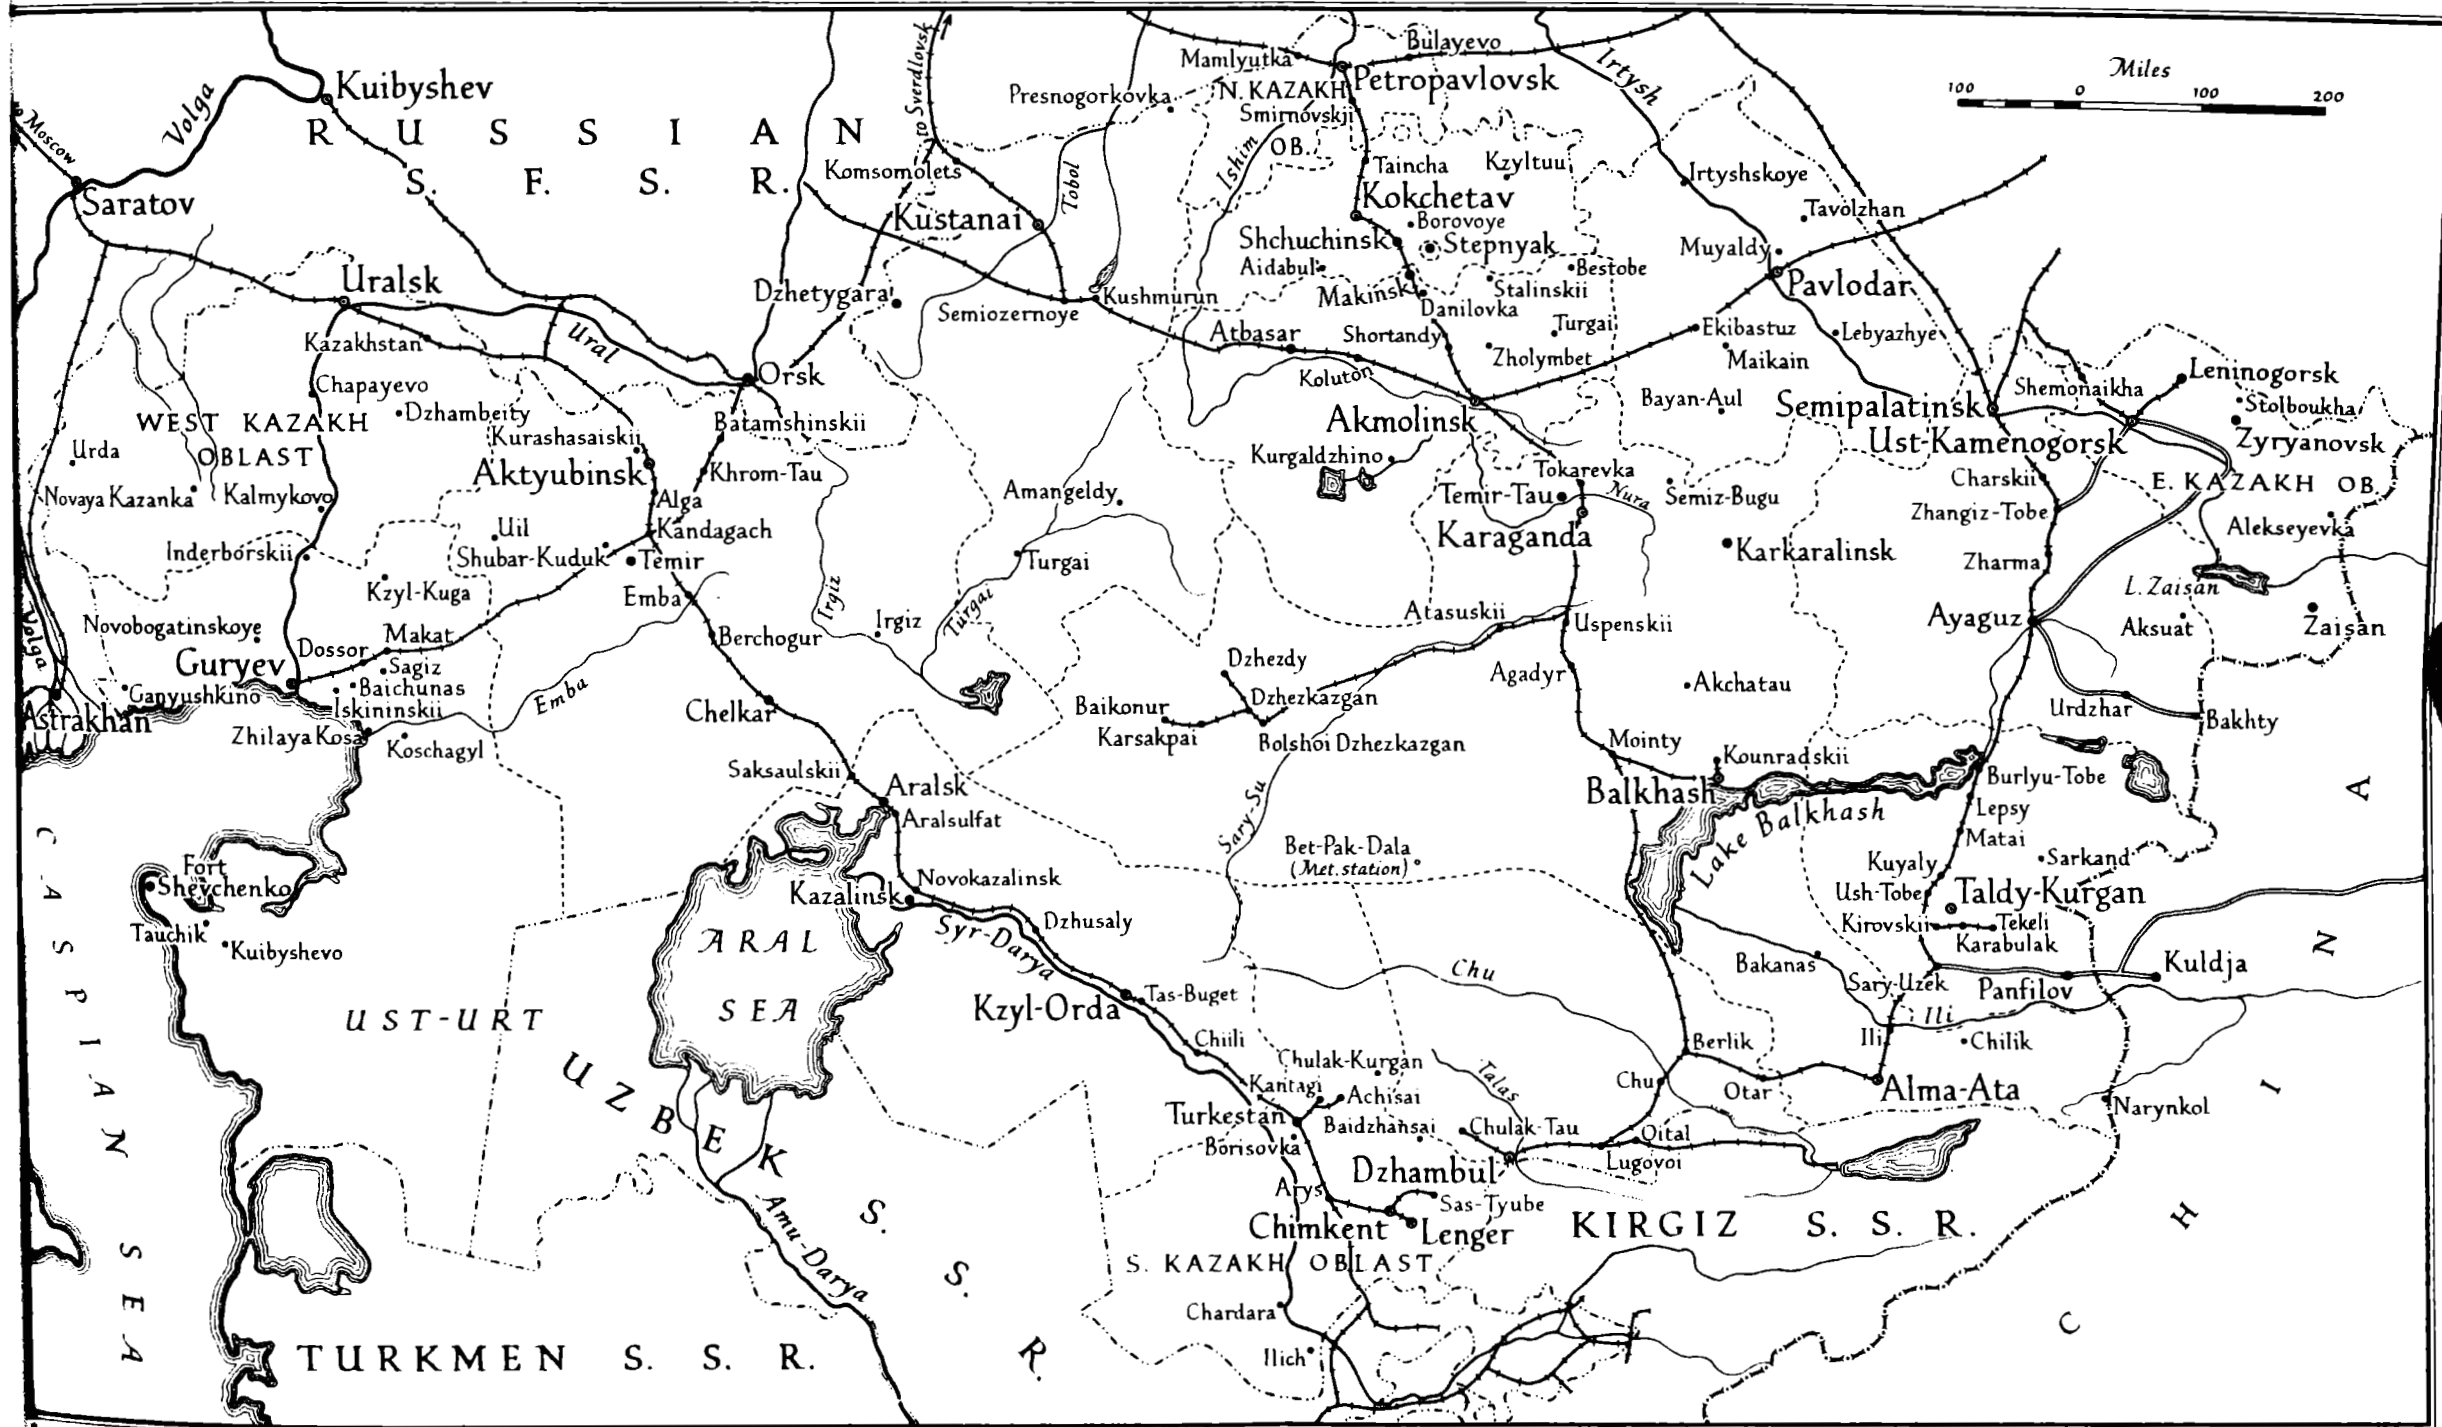 Miles
100 0 100 200
to Moscow
Volga
Kuibyshev
RUSSIAN
S. F. S. R.
Saratov
to Sverdlovsk
Presnogorkovka
Mamlyutka
Bulayevo
Petropavlovsk
N. KAZAKH
Smirnovskii
OB.
Irtysh
Ishim
Tobol
Komsomolets
Kustanai
Taincha
Kzyltuu
Kokchetav
Borovoye
Shchuchinsk
Stepnyak
Aidabul
Bestobe
Makinsk
Stalinskii
Danilovka
Irtyshskoye
Tavolzhan
Muyaldy
Pavlodar
Uralsk
Dzhetygara
Semiozernoye
Kushmurun
Kazakhstan
Ural
Orsk
Atbasar
Shortandy
Turgai
Zholymbet
Koluton
Ekibastuz
Maikain
Lebyazhye
Chapayevo
Dzhambeity
WEST KAZAKH
OBLAST
Kurashasaiskii
Batamshinskii
Akmolinsk
Bayan-Aul
Semipalatinsk
Shemonaikha
Leninogorsk
Stolboukha
Ust-Kamenogorsk
Zyryanovsk
Urda
Novaya Kazanka
Kalmykovo
Aktyubinsk
Khrom-Tau
Alga
Kandagach
Kurgaldzhino
Amangeldy
Tokarevka
Temir-Tau
Nura
Semiz-Bugu
Karaganda
Karkaralinsk
Charskii
Zhangiz-Tobe
E. KAZAKH OB.
Alekseyevka
Zharma
L. Zaisan
Zaisan
Aksuat
Ayaguz
Inderborskii
Uil
Shubar-Kuduk
Temir
Kzyl-Kuga
Emba
Irgiz
Irgiz
Turgai
Turgai
Atasuskii
Uspenskii
Agadyr
Akchatau
Novobogatinskoye
Dossor
Makat
Guryev
Sagiz
Baichunas
Iskininskii
Ganyushkino
Volga
Astrakhan
Zhilaya Kosa
Koschagyl
Emba
Berchogur
Chelkar
Dzhezdy
Dzhezkazgan
Baikonur
Karsakpai
Bolshoi Dzhezkazgan
Urdzhar
Bakhty
Saksaulskii
Aralsk
Aralsulfat
Sary-Su
Mointy
Kounradskii
Balkhash
Lake Balkhash
Burlyu-Tobe
Lepsy
Matai
Bet-Pak-Dala
(Met. station)
Kuyaly
Sarkand
Ush-Tobe
Taldy-Kurgan
Kirovskii
Tekeli
Karabulak
Fort
Shevchenko
Tauchik
Kuibyshevo
Kazalinsk
Novokazalinsk
Dzhusaly
Syr-Darya
ARAL
SEA
UST-URT
Kzyl-Orda
Tas-Buget
Chiili
Chu
Bakanas
Sary-Uzek
Panfilov
Kuldja
Ili
Ili
Chilik
CASPIAN SEA
UZBEK S. S. R.
Chulak-Kurgan
Kantagi
Achisai
Turkestan
Baidzhansai
Borisovka
Talas
Chulak-Tau
Chu
Berlik
Otar
Alma-Ata
Narynkol
Oital
Lugovoi
Dzhambul
Arys
Sas-Tyube
Chimkent
Lenger
S. KAZAKH OBLAST
KIRGIZ S. S. R.
Amu-Darya
Chardara
Ilich
TURKMEN S. S. R.
CHINA